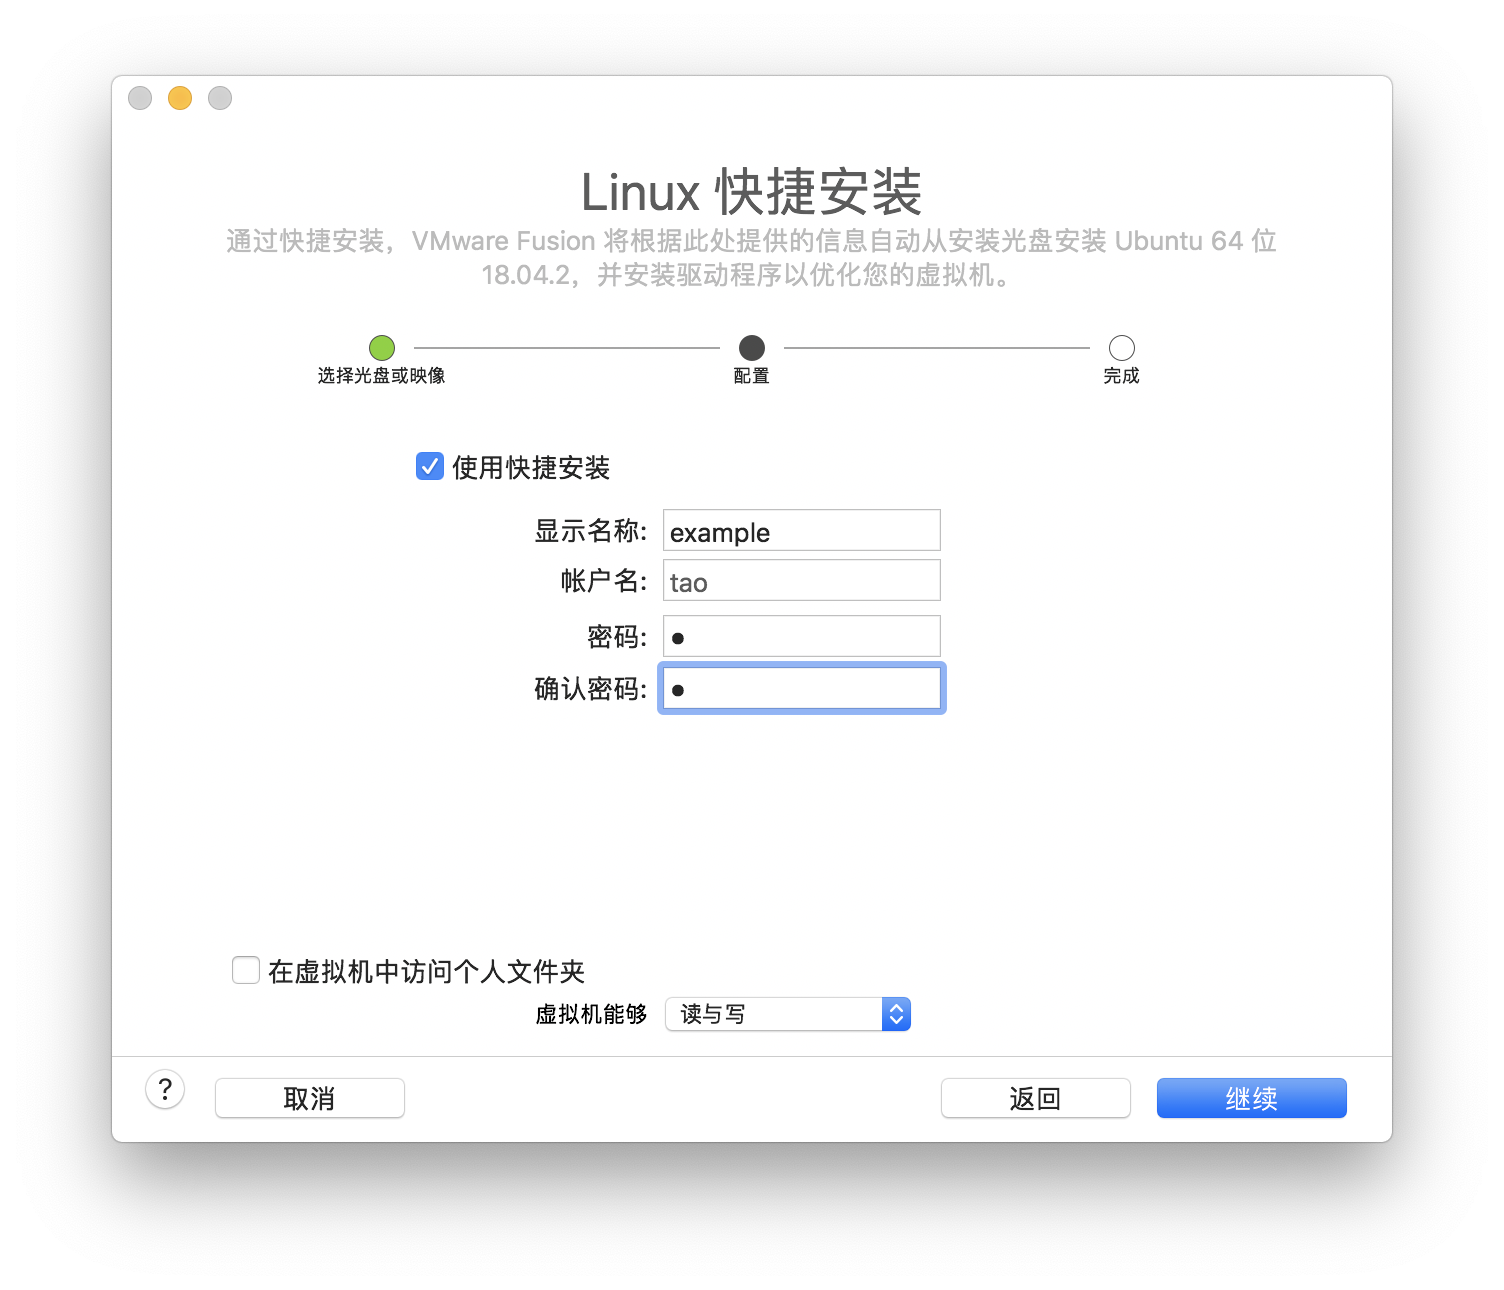 Linux 快捷安装
通过快捷安装，VMware Fusion 将根据此处提供的信息自动从安装光盘安装 Ubuntu 64 位
18.04.2，并安装驱动程序以优化您的虚拟机。
选择光盘或映像
配置
完成
使用快捷安装
显示名称: example
帐户名: tao
密码: ●
确认密码: ●
在虚拟机中访问个人文件夹
虚拟机能够 读与写
? 取消 返回 继续